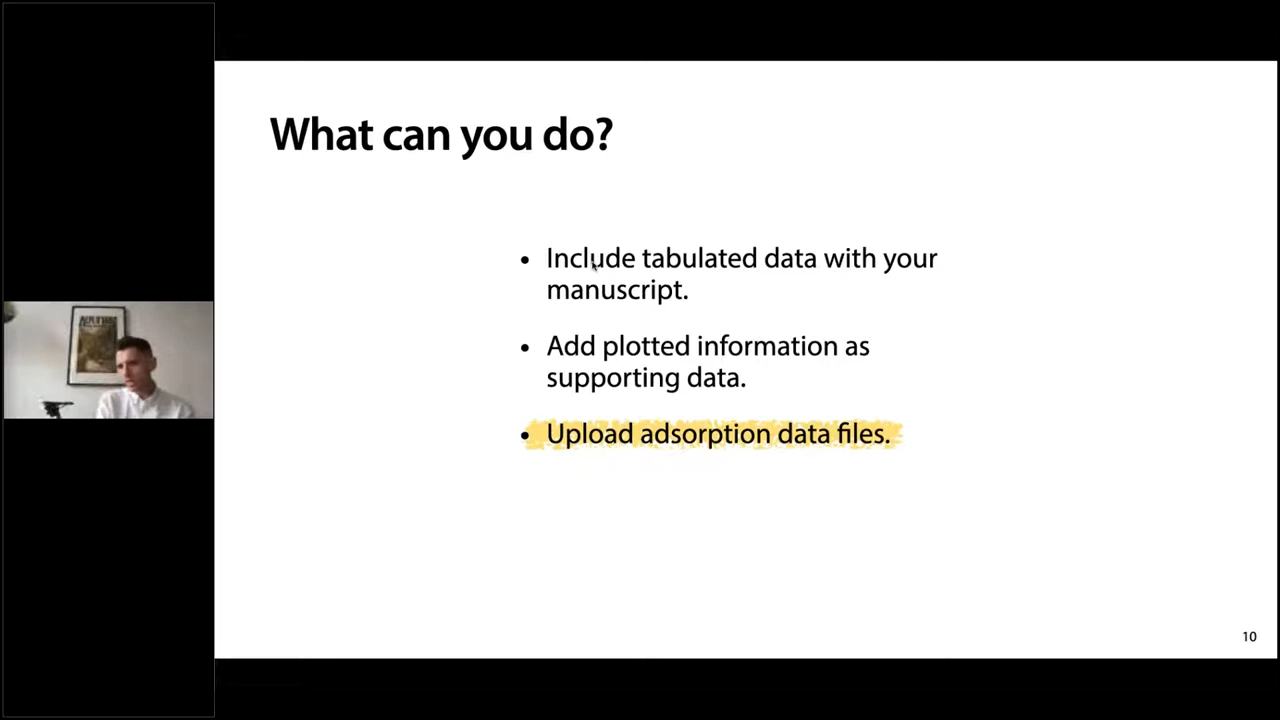 What can you do?
• Include tabulated data with your
manuscript.
• Add plotted information as
supporting data.
• Upload adsorption data files.
10